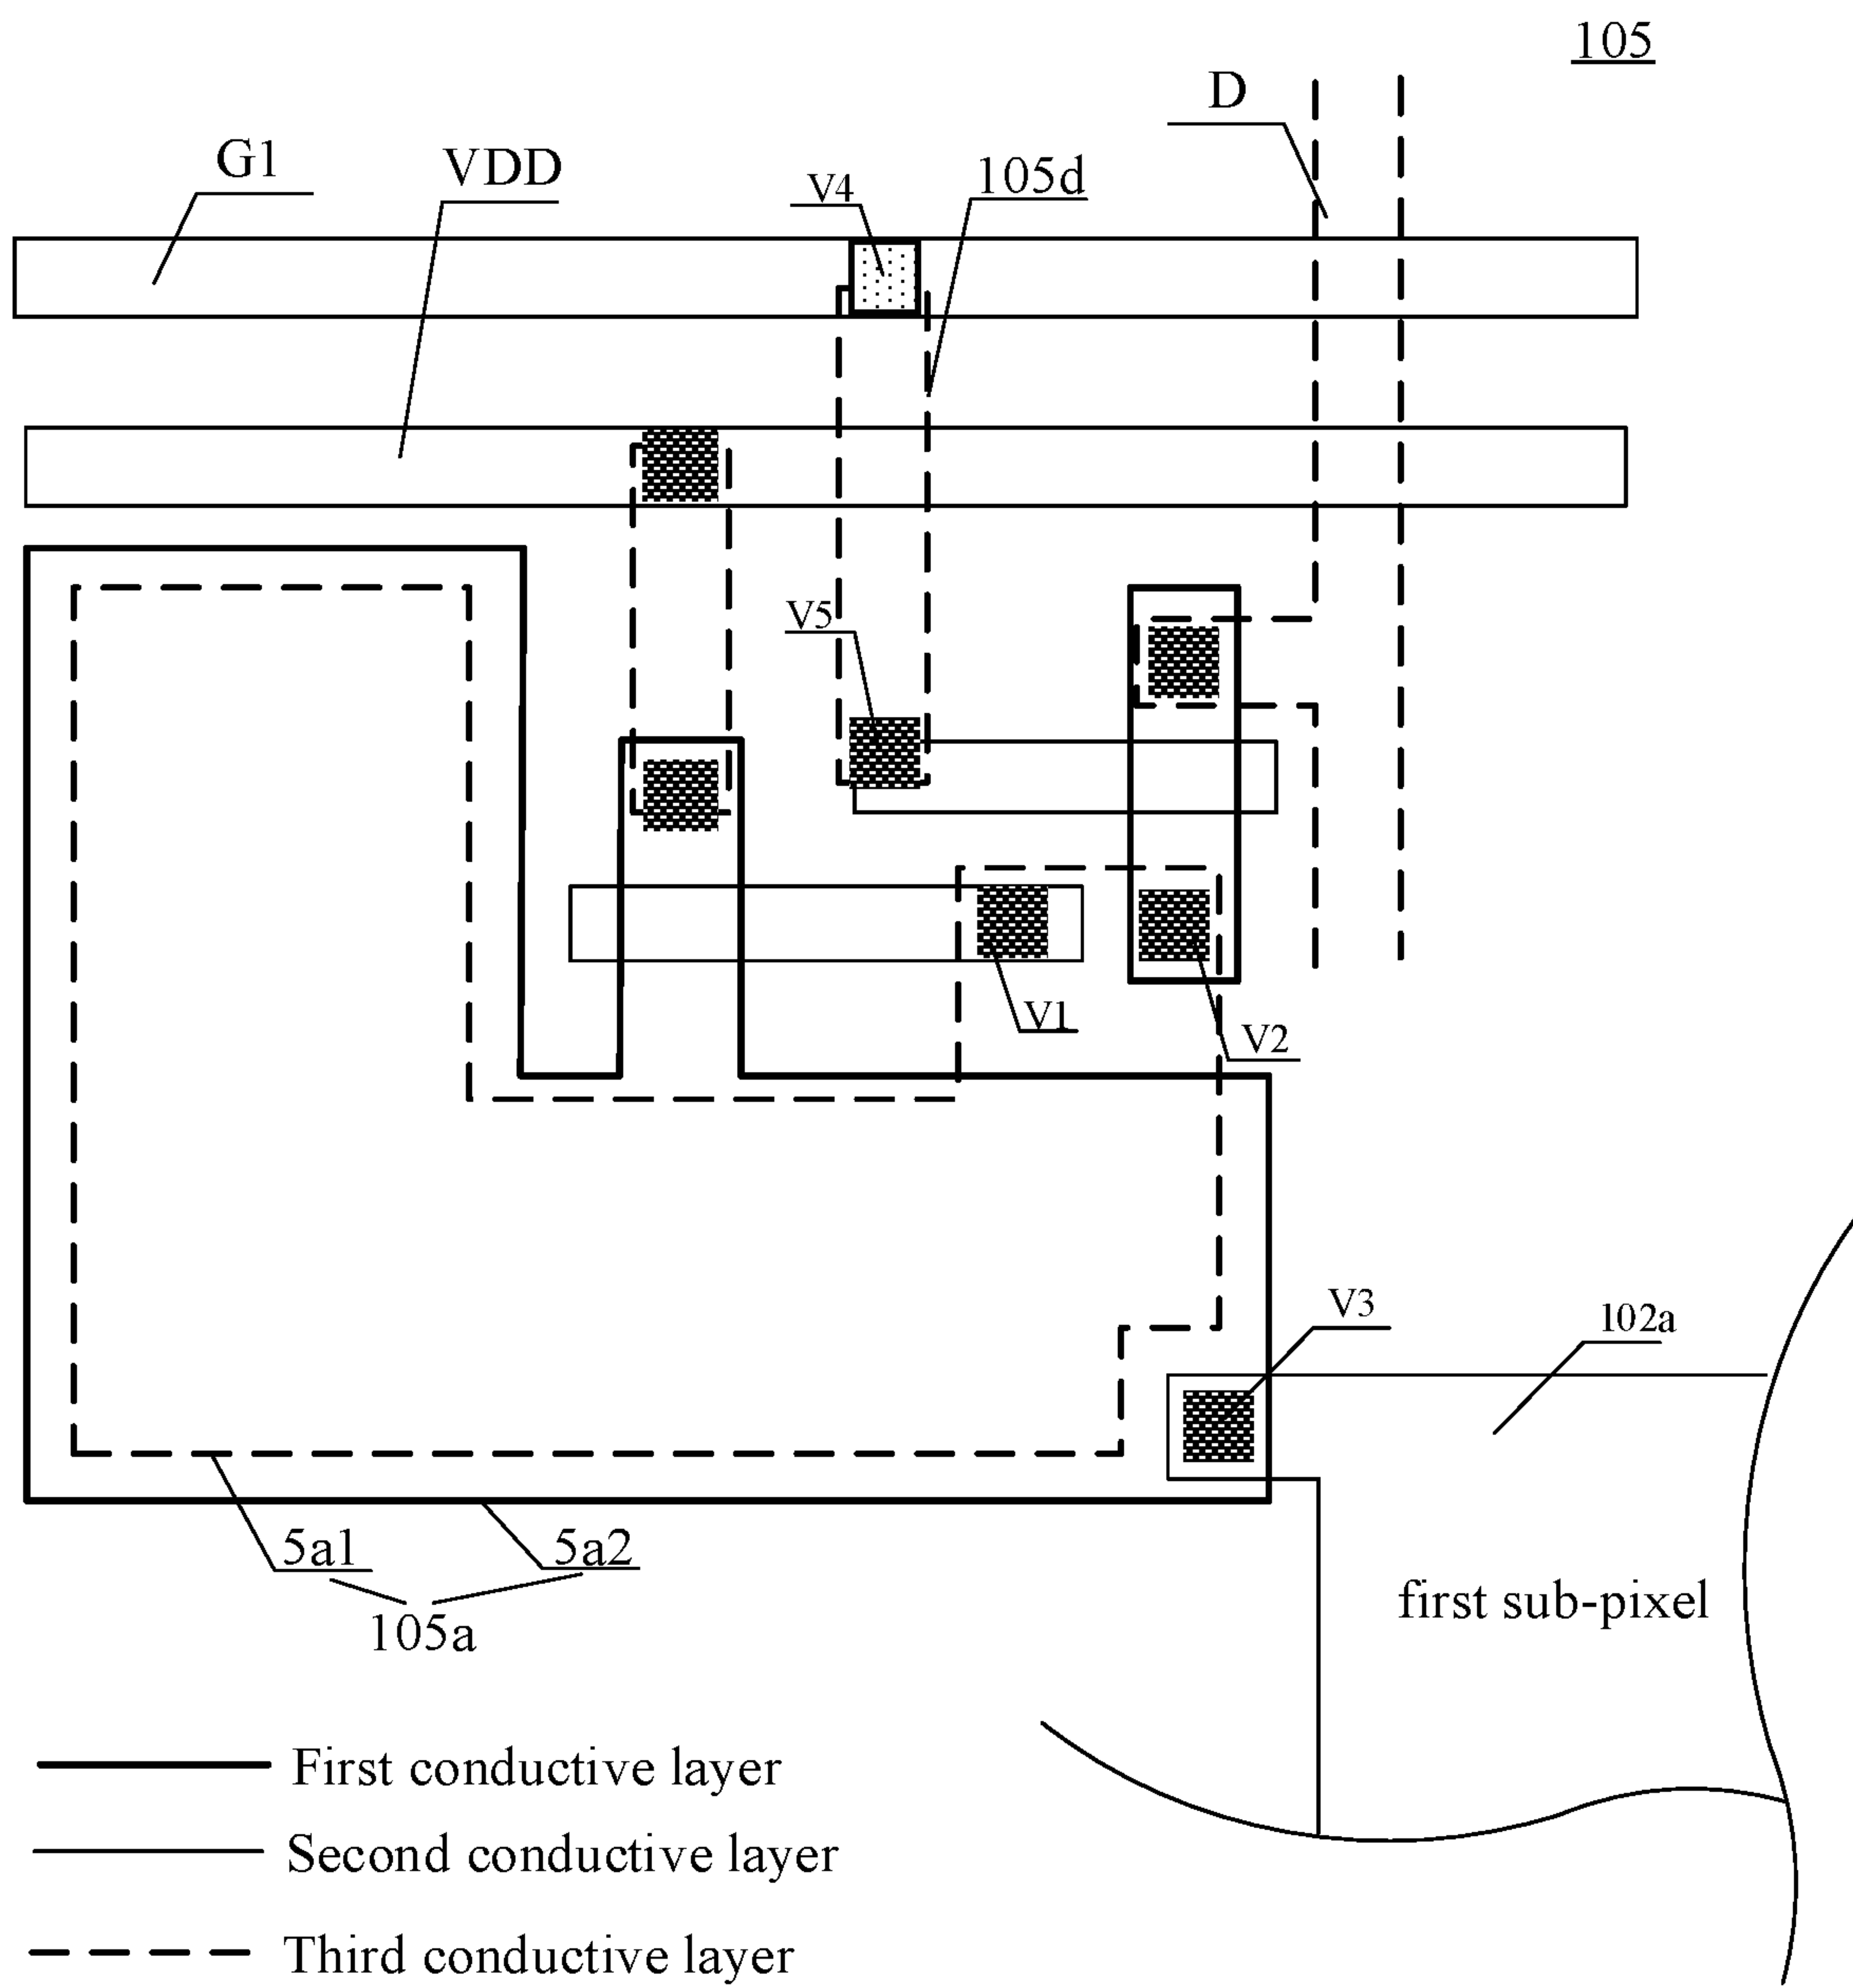 105
D
G1
VDD
V4
105d
V5
V1
V2
V3
102a
5a1
5a2
105a
first sub-pixel
First conductive layer
Second conductive layer
Third conductive layer